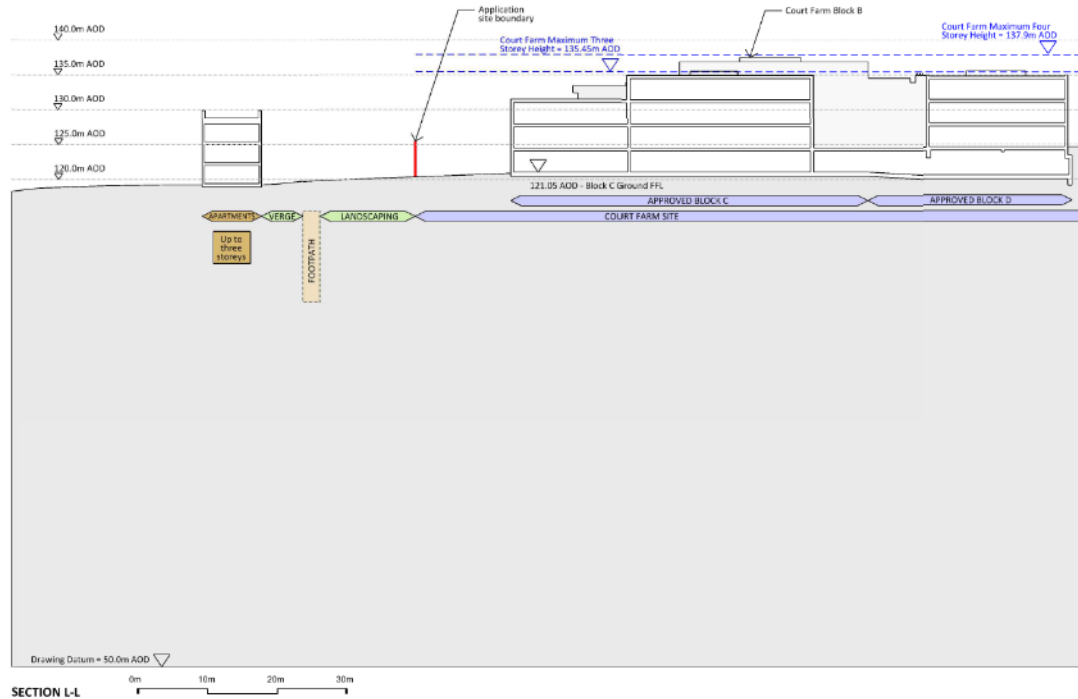 Application
site boundary
Court Farm Block B
140.0m AOD
Court Farm Maximum Three
Storey Height = 135.45m AOD
Court Farm Maximum Four
Storey Height = 137.9m AOD
135.0m AOD
130.0m AOD
125.0m AOD
120.0m AOD
121.05 AOD - Block C Ground FFL
APPROVED BLOCK C
APPROVED BLOCK D
APARTMENTS
VERGE
LANDSCAPING
COURT FARM SITE
Up to
three
storeys
FOOTPATH
Drawing Datum = 50.0m AOD
SECTION L-L
0m
10m
20m
30m